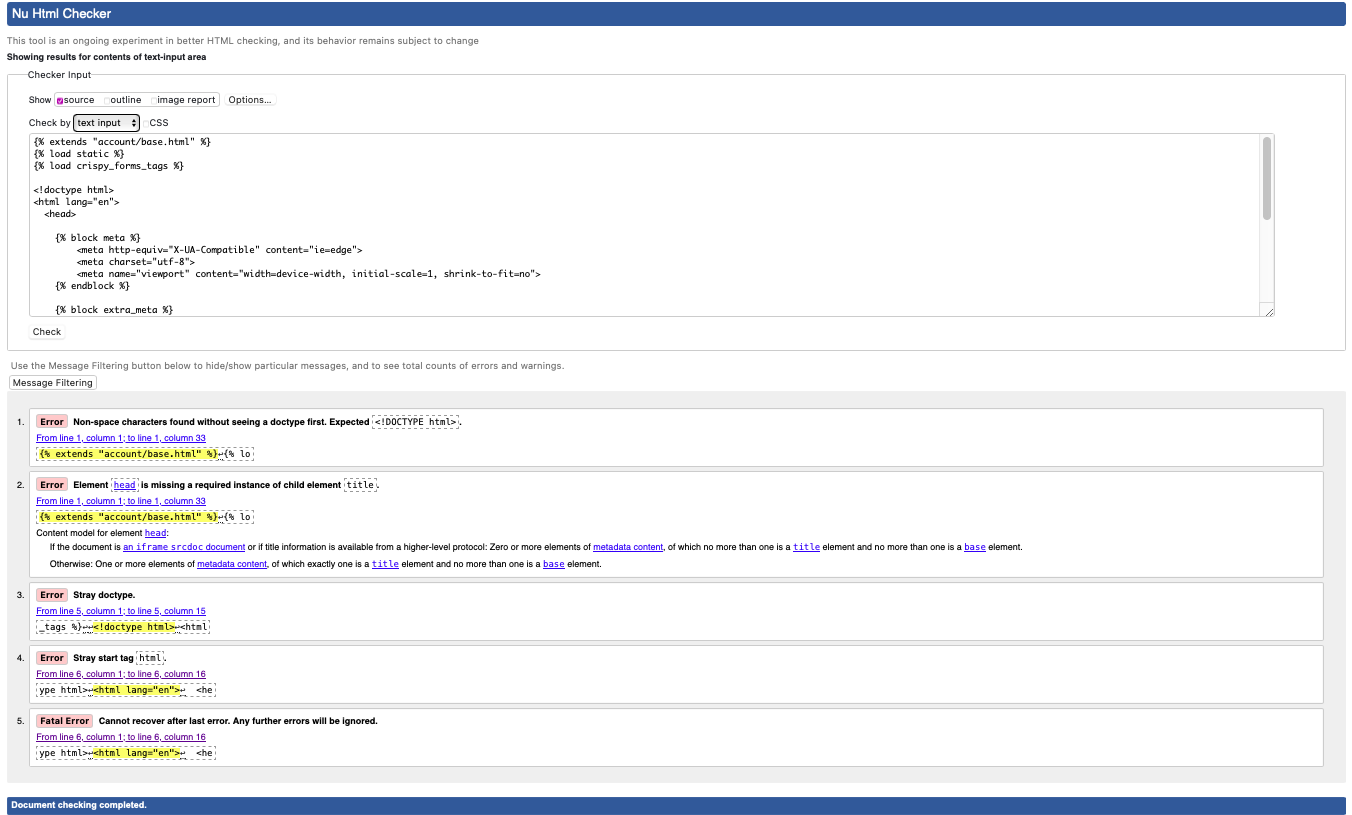 Nu Html Checker
This tool is an ongoing experiment in better HTML checking, and its behavior remains subject to change
Showing results for contents of text-input area
Checker Input
Show source outline image report Options...
Check by text input CSS
{% extends "account/base.html" %}
{% load static %}
{% load crispy_forms_tags %}
<!doctype html>
<html lang="en">
<head>
{% block meta %}
<meta http-equiv="X-UA-Compatible" content="ie=edge">
<meta charset="utf-8">
<meta name="viewport" content="width=device-width, initial-scale=1, shrink-to-fit=no">
{% endblock %}
{% block extra_meta %}
Check
Use the Message Filtering button below to hide/show particular messages, and to see total counts of errors and warnings.
Message Filtering
1. Error Non-space characters found without seeing a doctype first. Expected <!DOCTYPE html>.
From line 1, column 1; to line 1, column 33
{% extends "account/base.html" %}↩{% lo
2. Error Element head is missing a required instance of child element title.
From line 1, column 1; to line 1, column 33
{% extends "account/base.html" %}↩{% lo
Content model for element head:
If the document is an iframe srcdoc document or if title information is available from a higher-level protocol: Zero or more elements of metadata content, of which no more than one is a title element and no more than one is a base element.
Otherwise: One or more elements of metadata content, of which exactly one is a title element and no more than one is a base element.
3. Error Stray doctype.
From line 5, column 1; to line 5, column 15
_tags %}↩↩<!doctype html>↩<html
4. Error Stray start tag html.
From line 6, column 1; to line 6, column 16
ype html>↩<html lang="en">↩ <he
5. Fatal Error Cannot recover after last error. Any further errors will be ignored.
From line 6, column 1; to line 6, column 16
ype html>↩<html lang="en">↩ <he
Document checking completed.